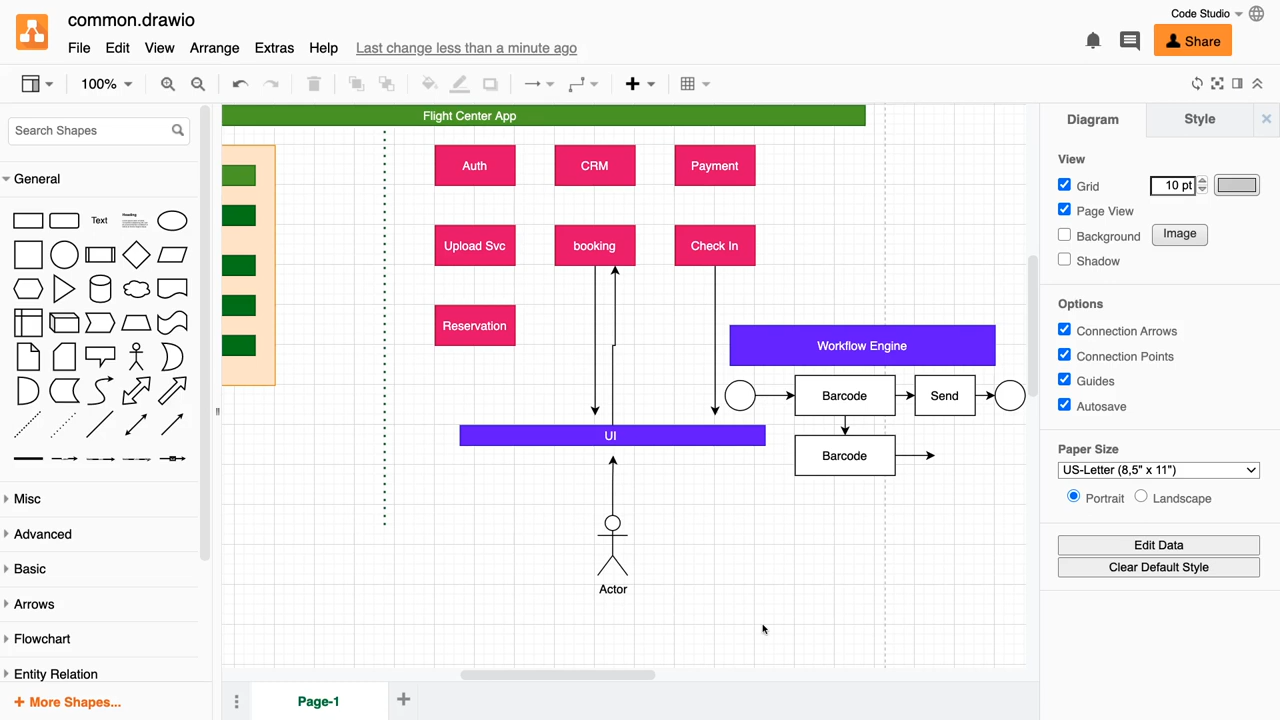 common.drawio
Code Studio
File Edit View Arrange Extras Help Last change less than a minute ago
Share
100%
Search Shapes
General
Text
Heading
Misc
Advanced
Basic
Arrows
Flowchart
Entity Relation
+ More Shapes...
Flight Center App
Auth CRM Payment
Upload Svc booking Check In
Reservation
Workflow Engine
Barcode Send
UI
Barcode
Actor
Page-1
Diagram Style
View
Grid 10 pt
Page View
Background Image
Shadow
Options
Connection Arrows
Connection Points
Guides
Autosave
Paper Size
US-Letter (8,5" x 11")
Portrait Landscape
Edit Data
Clear Default Style